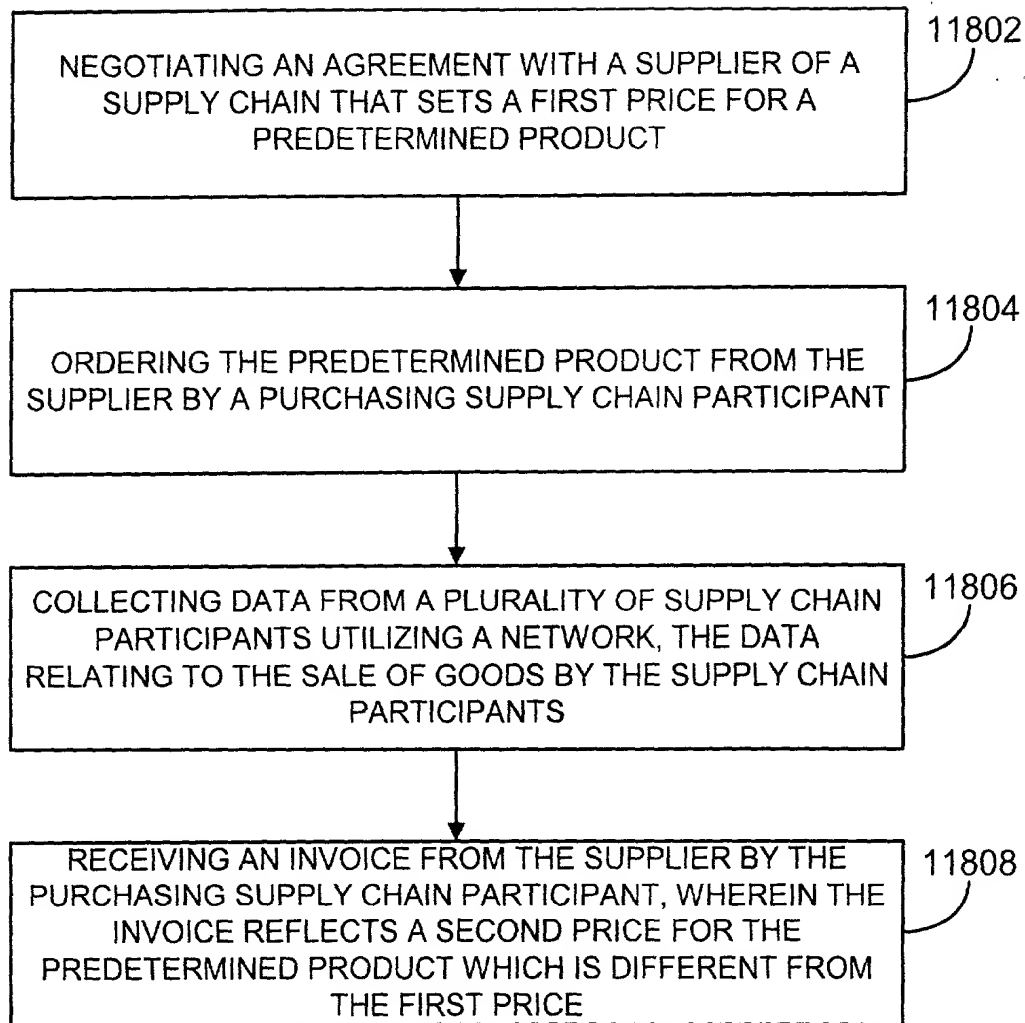 11802
NEGOTIATING AN AGREEMENT WITH A SUPPLIER OF A
SUPPLY CHAIN THAT SETS A FIRST PRICE FOR A
PREDETERMINED PRODUCT
11804
ORDERING THE PREDETERMINED PRODUCT FROM THE
SUPPLIER BY A PURCHASING SUPPLY CHAIN PARTICIPANT
11806
COLLECTING DATA FROM A PLURALITY OF SUPPLY CHAIN
PARTICIPANTS UTILIZING A NETWORK, THE DATA
RELATING TO THE SALE OF GOODS BY THE SUPPLY CHAIN
PARTICIPANTS
11808
RECEIVING AN INVOICE FROM THE SUPPLIER BY THE
PURCHASING SUPPLY CHAIN PARTICIPANT, WHEREIN THE
INVOICE REFLECTS A SECOND PRICE FOR THE
PREDETERMINED PRODUCT WHICH IS DIFFERENT FROM
THE FIRST PRICE